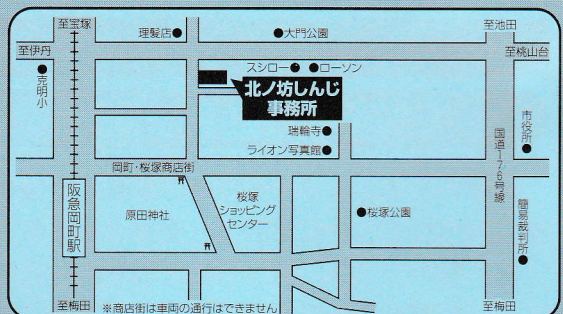 至宝塚
理髪店
大門公園
至池田
至伊丹
至桃山台
克明小
スシロー
ローソン
北ノ坊しんじ
事務所
市役所
瑞輪寺
ライオン写真館
国道176号線
岡町・桜塚商店街
阪急岡町駅
原田神社
桜塚
ショッピング
センター
桜塚公園
簡易裁判所
至梅田
※商店街は車両の通行はできません
至梅田